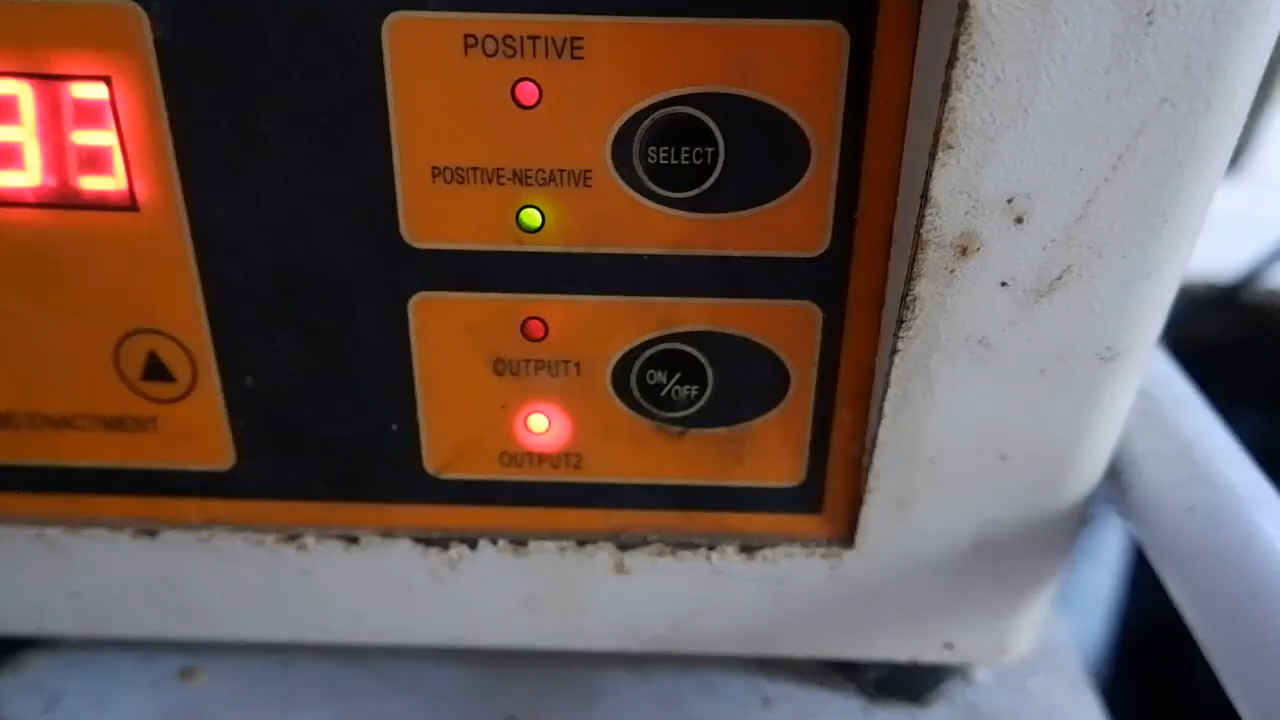 POSITIVE
SELECT
POSITIVE-NEGATIVE
OUTPUT1
ON/OFF
OUTPUT2